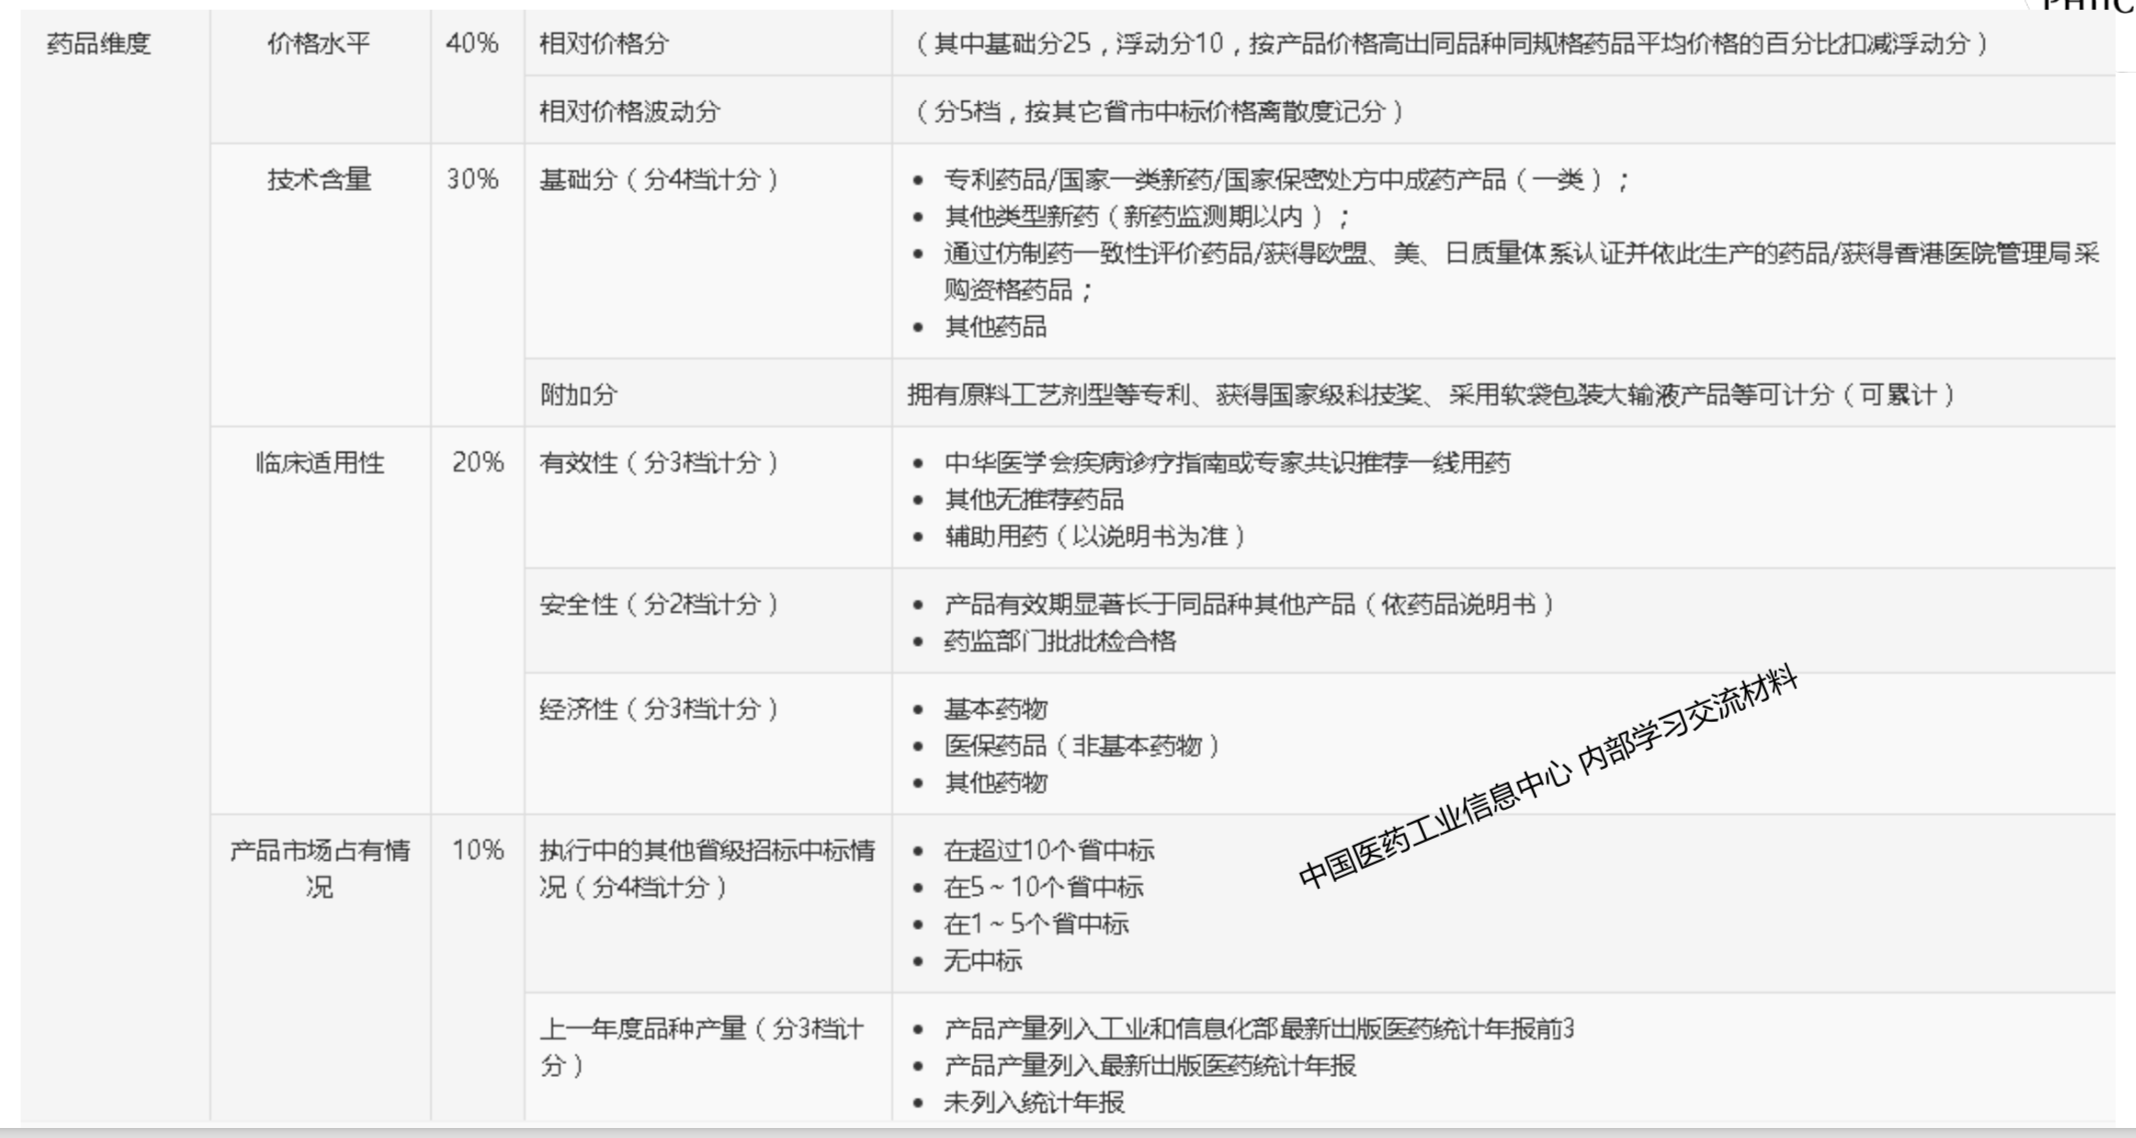 药品维度 价格水平 40% 相对价格分 （其中基础分25，浮动分10，按产品价格高出同品种同规格药品平均价格的百分比扣减浮动分）
相对价格波动分 （分5档，按其它省市中标价格离散度记分）
技术含量 30% 基础分（分4档计分） • 专利药品/国家一类新药/国家保密处方中成药产品（一类）；
• 其他类型新药（新药监测期以内）；
• 通过仿制药一致性评价药品/获得欧盟、美、日质量体系认证并依此生产的药品/获得香港医院管理局采
购资格药品；
• 其他药品
附加分 拥有原料工艺剂型等专利、获得国家级科技奖、采用软袋包装大输液产品等可计分（可累计）
临床适用性 20% 有效性（分3档计分） • 中华医学会疾病诊疗指南或专家共识推荐一线用药
• 其他无推荐药品
• 辅助用药（以说明书为准）
安全性（分2档计分） • 产品有效期显著长于同品种其他产品（依药品说明书）
• 药监部门批批检合格
经济性（分3档计分） • 基本药物
• 医保药品（非基本药物）
• 其他药物
中国医药工业信息中心 内部学习交流材料
产品市场占有情 10% 执行中的其他省级招标中标情 • 在超过10个省中标
况 况（分4档计分） • 在5~10个省中标
• 在1~5个省中标
• 无中标
上一年度品种产量（分3档计 • 产品产量列入工业和信息化部最新出版医药统计年报前3
分） • 产品产量列入最新出版医药统计年报
• 未列入统计年报